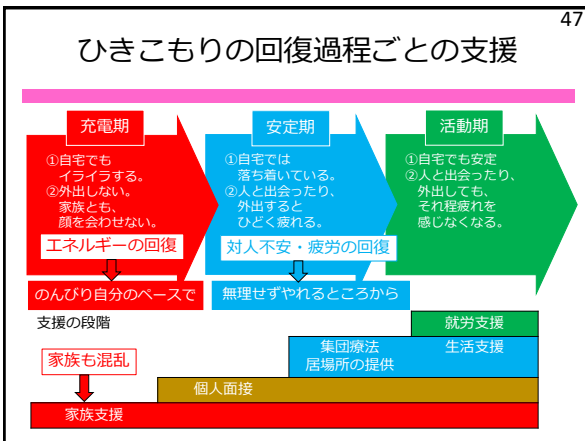 47
ひきこもりの回復過程ごとの支援
充電期
①自宅でも
イライラする。
②外出しない。
家族とも、
顔を会わせない。
エネルギーの回復
のんびり自分のペースで
安定期
①自宅では
落ち着いている。
②人と出会ったり、
外出すると
ひどく疲れる。
対人不安・疲労の回復
無理せずやれるところから
活動期
①自宅でも安定
②人と出会ったり、
外出しても、
それ程疲れを
感じなくなる。
支援の段階
就労支援
集団療法
居場所の提供
生活支援
家族も混乱
個人面接
家族支援